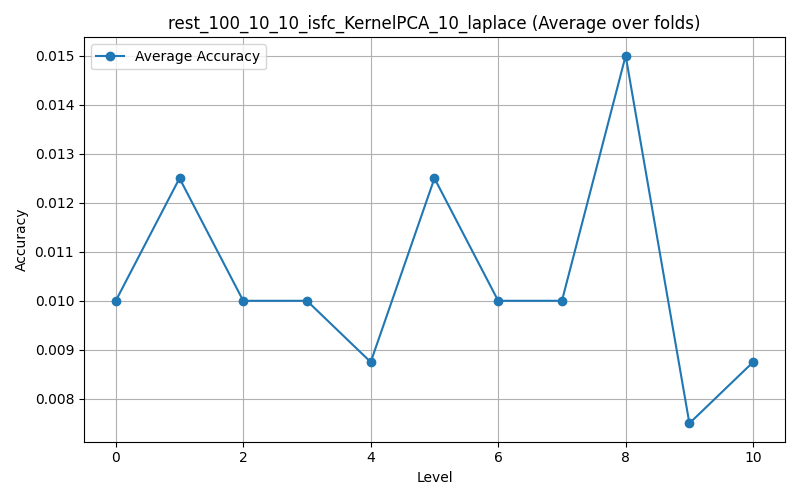 rest_100_10_10_isfc_KernelPCA_10_laplace (Average over folds)
Average Accuracy
0.015
0.014
0.013
0.012
0.011
0.010
0.009
0.008
Accuracy
0 2 4 6 8 10
Level